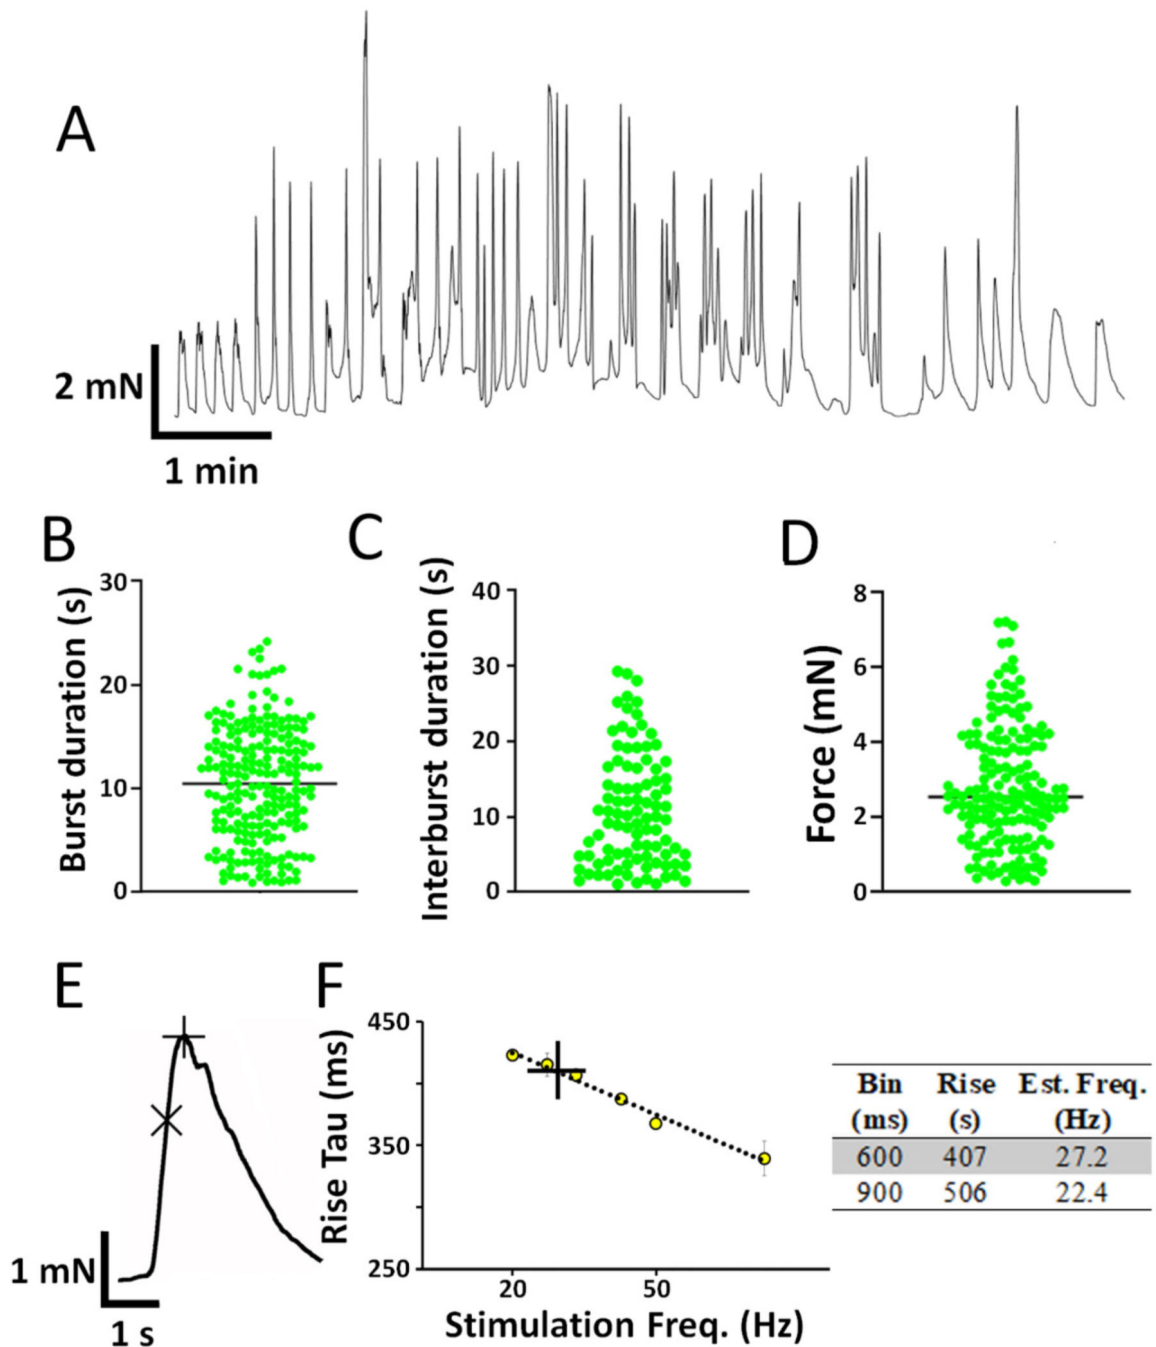 A
2 mN
1 min
B
C
D
Burst duration (s)
30
20
10
0
Interburst duration (s)
40
30
20
10
0
Force (mN)
8
6
4
2
0
E
F
1 mN
1 s
Rise Tau (ms)
450
350
250
20
50
Stimulation Freq. (Hz)
Bin Rise Est. Freq.
(ms) (s) (Hz)
600 407 27.2
900 506 22.4